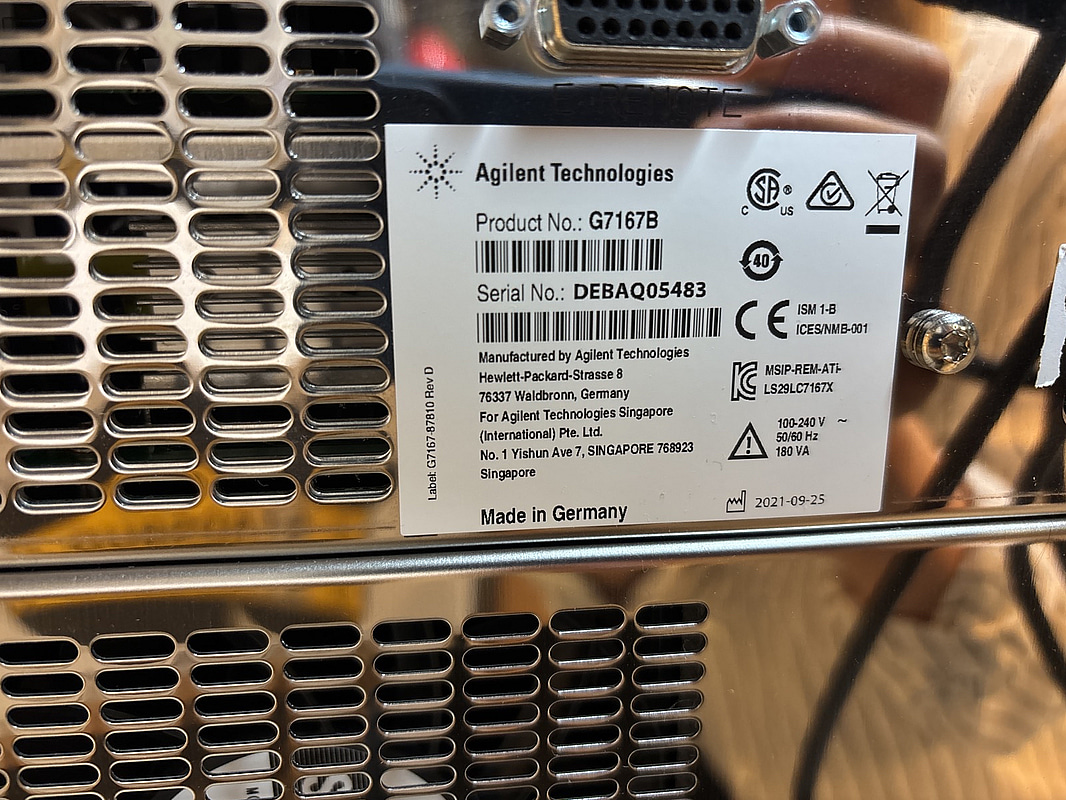 REMOTE
Agilent Technologies
Product No.: G7167B
Serial No.: DEBAQ05483
Manufactured by Agilent Technologies
Hewlett-Packard-Strasse 8
76337 Waldbronn, Germany
For Agilent Technologies Singapore
(International) Pte. Ltd.
No. 1 Yishun Ave 7, SINGAPORE 768923
Singapore
Made in Germany
Label: G7167-87810 Rev D
C SA ® US
40
CE
ISM 1-B
ICES/NMB-001
MSIP-REM-ATi-
LS29LC7167X
100-240 V ~
50/60 Hz
180 VA
2021-09-25